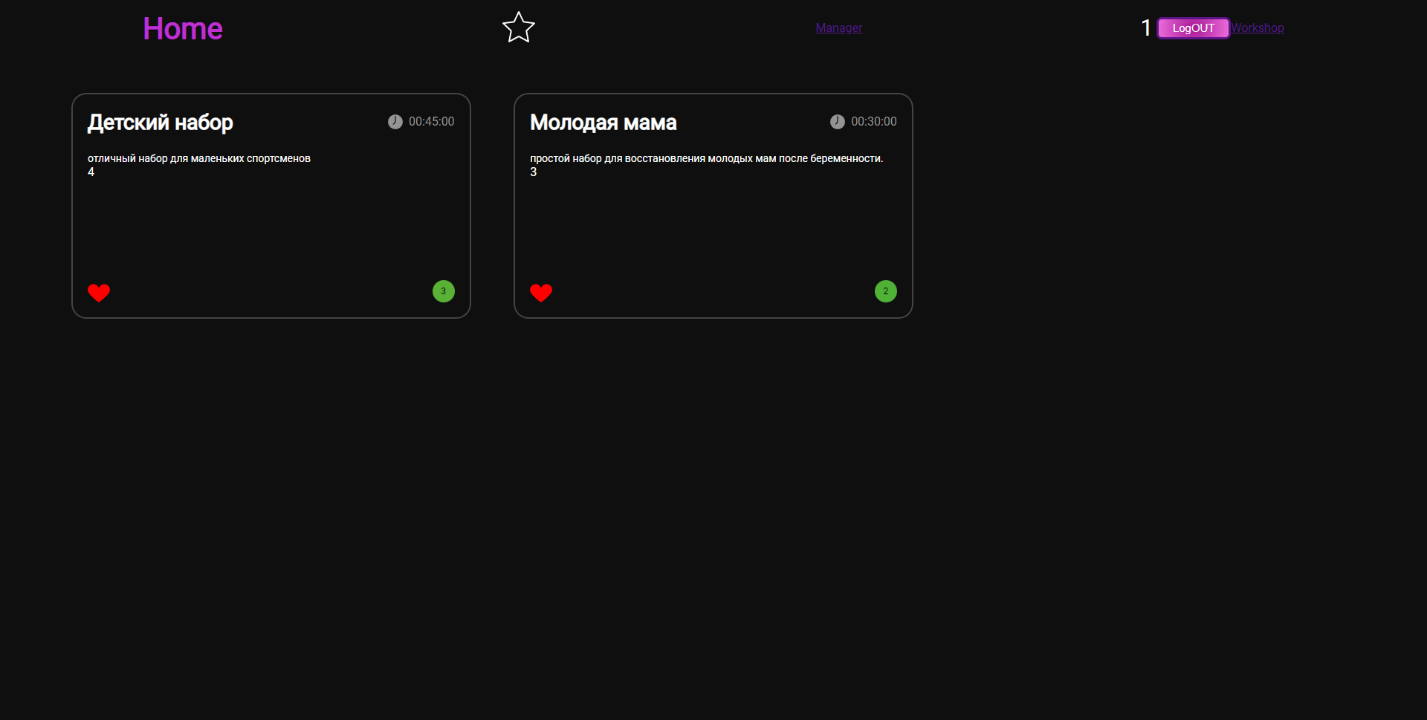 Home
Manager
1
LogOUT
Workshop
Детский набор
00:45:00
отличный набор для маленьких спортсменов
4
3
Молодая мама
00:30:00
простой набор для восстановления молодых мам после беременности.
3
2